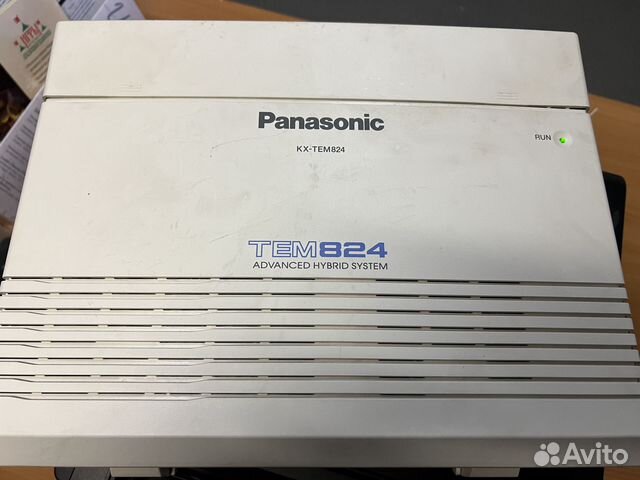 Panasonic
KX-TEM824
RUN
TEM824
ADVANCED HYBRID SYSTEM
Avito